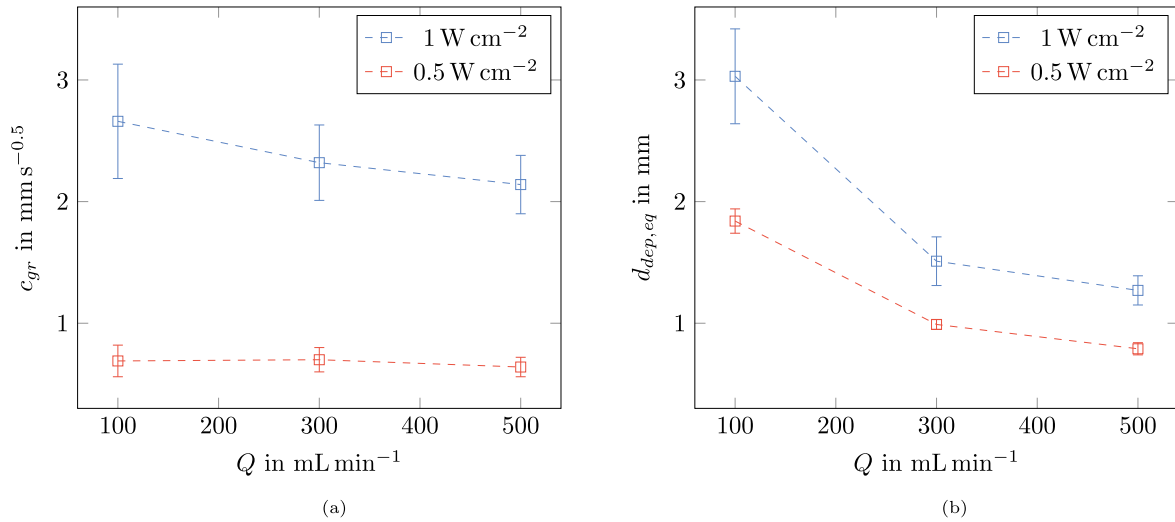 1 W cm⁻²
0.5 W cm⁻²
3
2
1
c_gr in mm s⁻⁰·⁵
100 200 300 400 500
Q in mL min⁻¹
(a)
1 W cm⁻²
0.5 W cm⁻²
3
2
1
d_dep,eq in mm
100 200 300 400 500
Q in mL min⁻¹
(b)